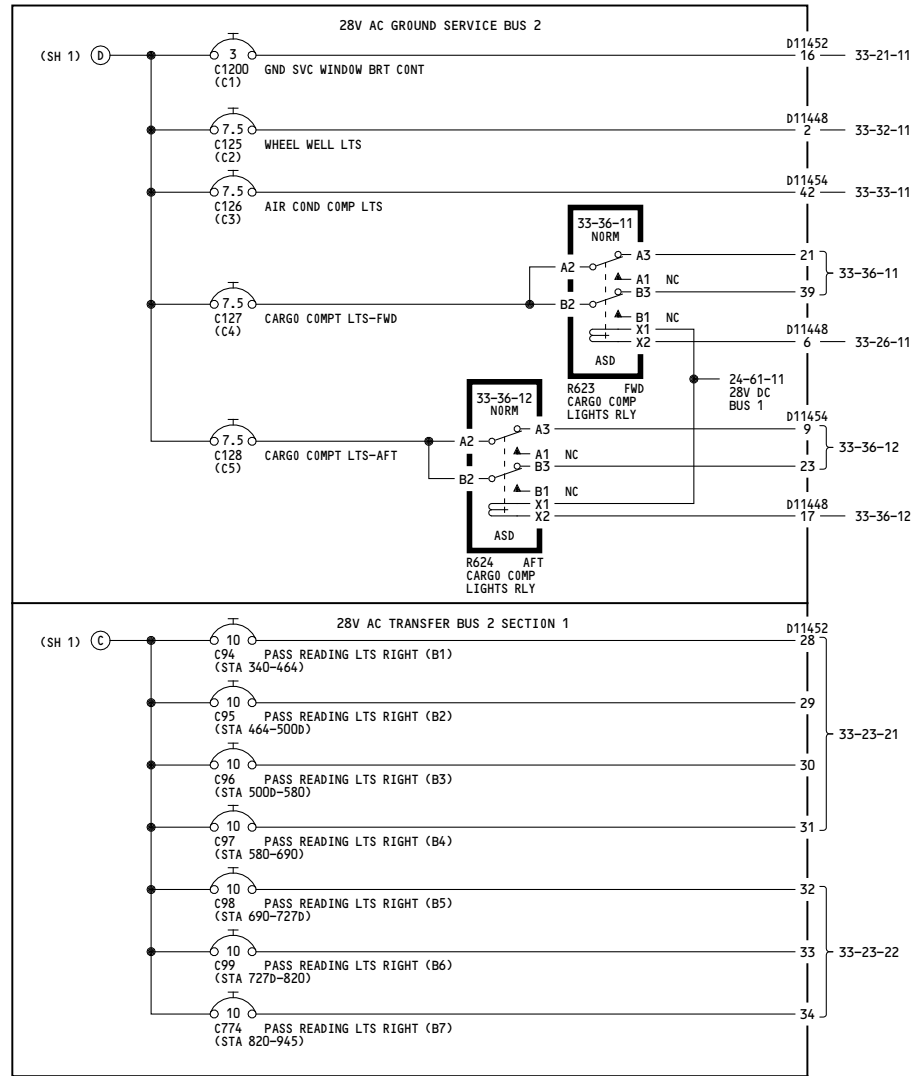 28V AC GROUND SERVICE BUS 2
(SH 1) D
3
C1200 GND SVC WINDOW BRT CONT
(C1)
D11452
16 33-21-11
7.5
C125 WHEEL WELL LTS
(C2)
D11448
2 33-32-11
7.5
C126 AIR COND COMP LTS
(C3)
D11454
42 33-33-11
33-36-11
NORM
A2 A3 21
A1 NC
33-36-11
7.5
C127 CARGO COMPT LTS-FWD
(C4)
B2 B3 39
B1 NC
X1
X2
D11448
6 33-26-11
ASD
R623 FWD
CARGO COMP
LIGHTS RLY
24-61-11
28V DC
BUS 1
33-36-12
NORM
7.5
C128 CARGO COMPT LTS-AFT
(C5)
A2 A3
D11454
9
A1 NC
33-36-12
B2 B3 23
B1 NC
X1
X2
D11448
17 33-36-12
ASD
R624 AFT
CARGO COMP
LIGHTS RLY
28V AC TRANSFER BUS 2 SECTION 1
(SH 1) C
10
C94 PASS READING LTS RIGHT (B1)
(STA 340-464)
D11452
28
10
C95 PASS READING LTS RIGHT (B2)
(STA 464-500D)
29
33-23-21
10
C96 PASS READING LTS RIGHT (B3)
(STA 500D-580)
30
10
C97 PASS READING LTS RIGHT (B4)
(STA 580-690)
31
10
C98 PASS READING LTS RIGHT (B5)
(STA 690-727D)
32
10
C99 PASS READING LTS RIGHT (B6)
(STA 727D-820)
33 33-23-22
10
C774 PASS READING LTS RIGHT (B7)
(STA 820-945)
34